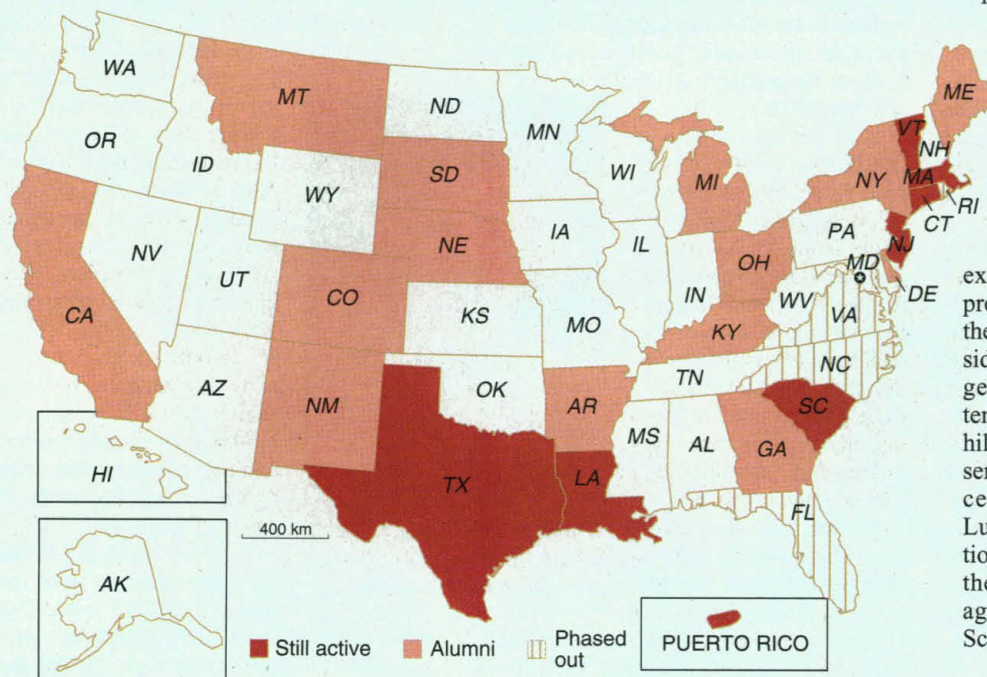 WA
OR
CA
NV
ID
MT
WY
UT
AZ
CO
NM
ND
SD
NE
KS
OK
TX
MN
IA
MO
AR
LA
WI
IL
MI
IN
OH
KY
TN
MS
AL
GA
FL
SC
NC
VA
WV
MD
DE
PA
NJ
NY
CT
RI
MA
VT
NH
ME
HI
AK
400 km
Still active
Alumni
Phased
out
PUERTO RICO
ex
pro
the
sid
ge
ter
hil
ser
ce
Lu
tio
the
ag
Sc